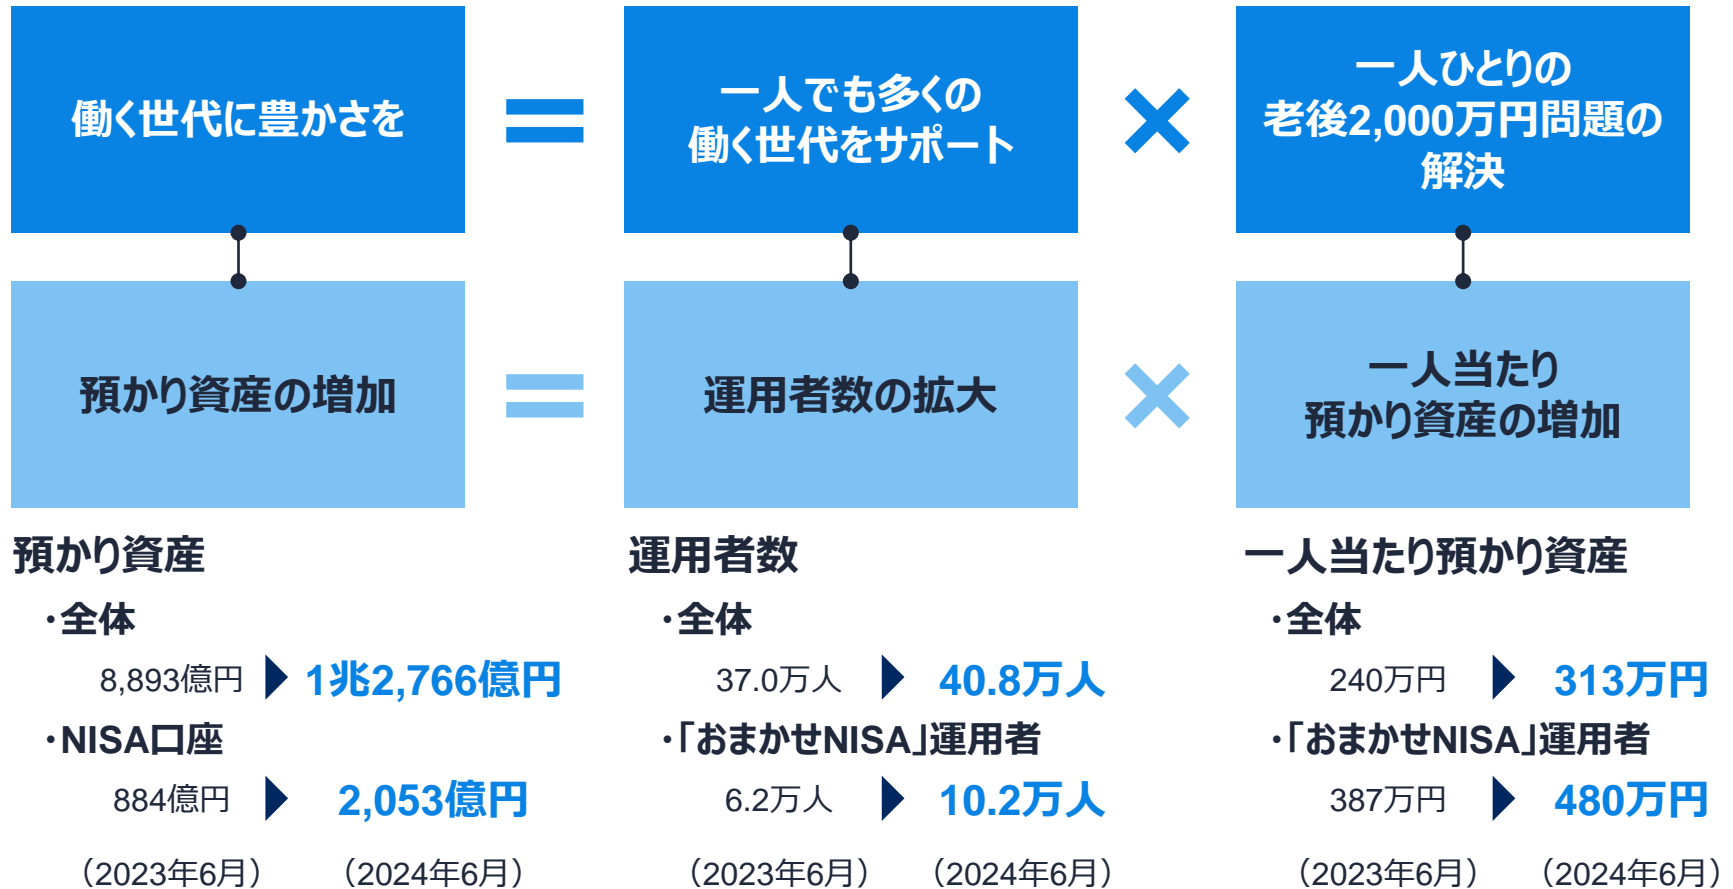 働く世代に豊かさを
=
一人でも多くの
働く世代をサポート
×
一人ひとりの
老後2,000万円問題の
解決
預かり資産の増加
=
運用者数の拡大
×
一人当たり
預かり資産の増加
預かり資産
・全体
8,893億円 ▶ 1兆2,766億円
・NISA口座
884億円 ▶ 2,053億円
（2023年6月） （2024年6月）
運用者数
・全体
37.0万人 ▶ 40.8万人
・「おまかせNISA」運用者
6.2万人 ▶ 10.2万人
（2023年6月） （2024年6月）
一人当たり預かり資産
・全体
240万円 ▶ 313万円
・「おまかせNISA」運用者
387万円 ▶ 480万円
（2023年6月） （2024年6月）